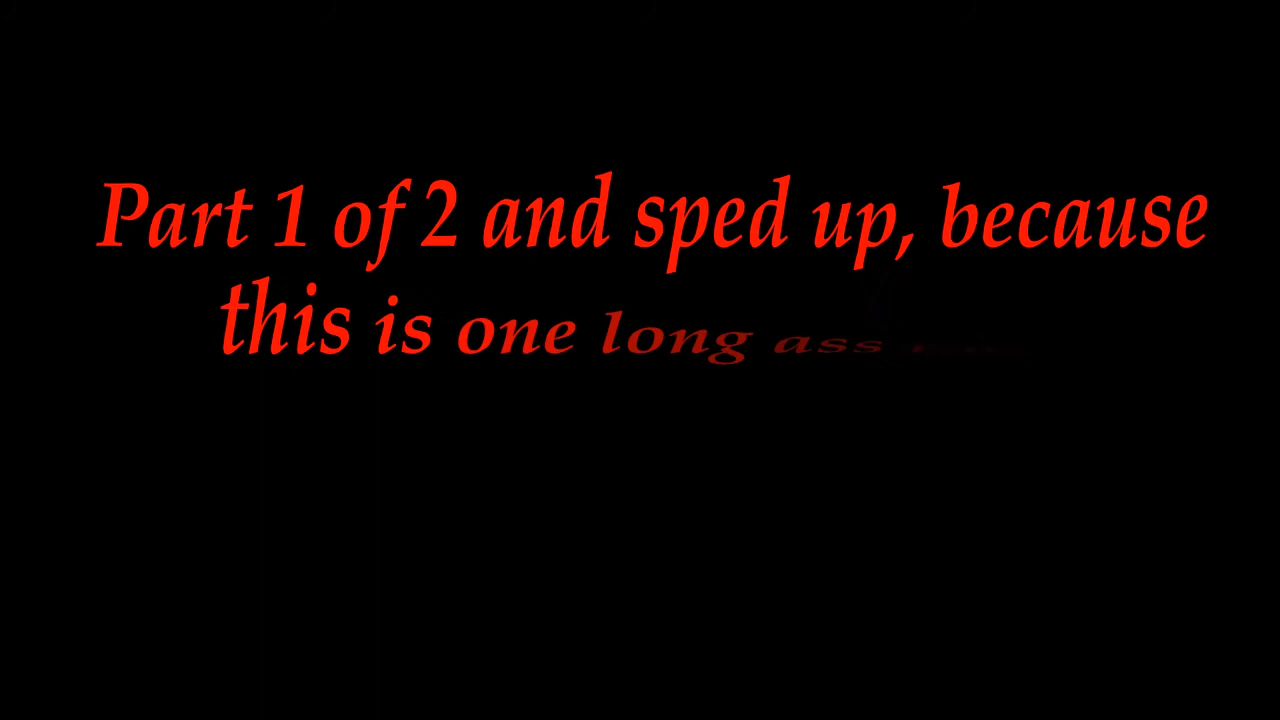 Part 1 of 2 and sped up, because
this is one long ass